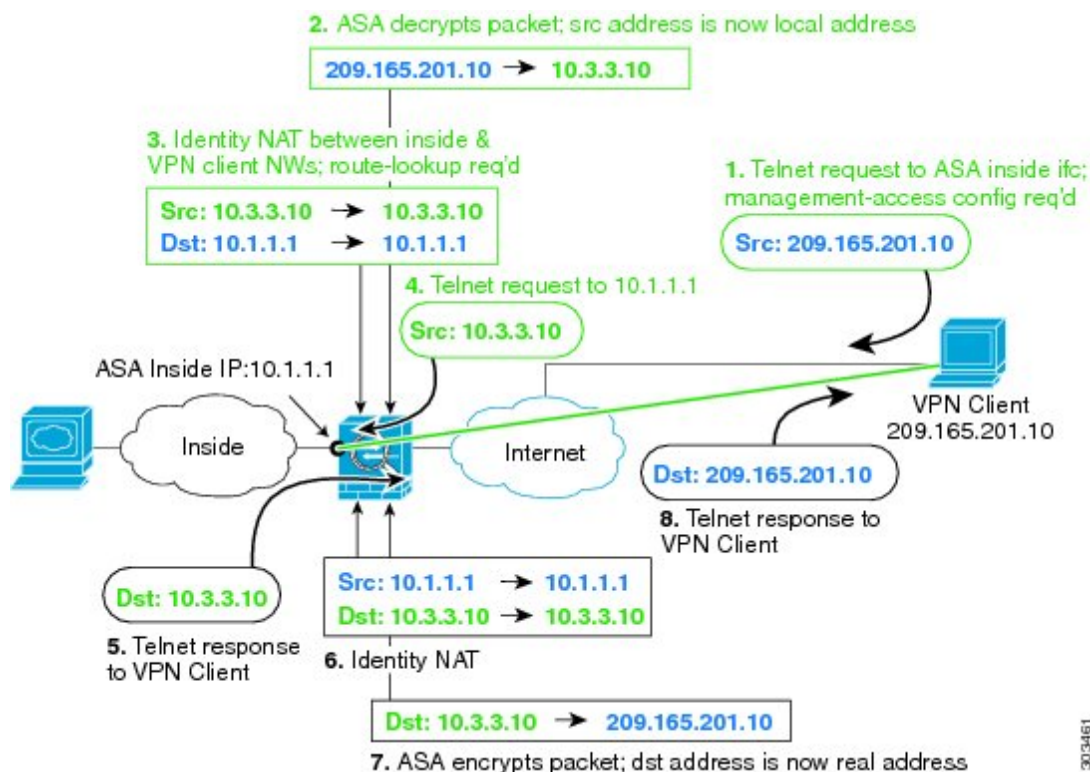 2. ASA decrypts packet; src address is now local address
209.165.201.10 → 10.3.3.10
3. Identity NAT between inside &
VPN client NWs; route-lookup req'd
Src: 10.3.3.10 → 10.3.3.10
Dst: 10.1.1.1 → 10.1.1.1
1. Telnet request to ASA inside ifc;
management-access config req'd
Src: 209.165.201.10
4. Telnet request to 10.1.1.1
Src: 10.3.3.10
ASA Inside IP:10.1.1.1
Inside
Internet
VPN Client
209.165.201.10
Dst: 209.165.201.10
8. Telnet response to
VPN Client
Dst: 10.3.3.10
5. Telnet response
to VPN Client
Src: 10.1.1.1 → 10.1.1.1
Dst: 10.3.3.10 → 10.3.3.10
6. Identity NAT
Dst: 10.3.3.10 → 209.165.201.10
7. ASA encrypts packet; dst address is now real address
303461